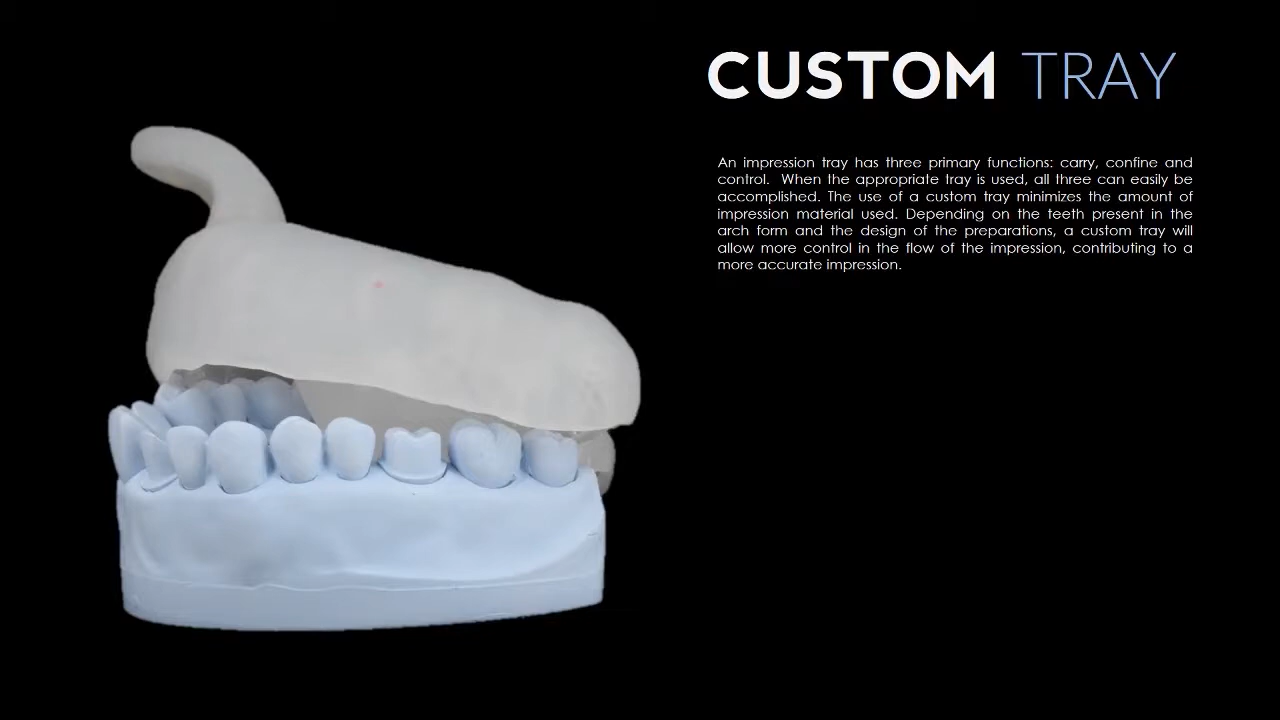 CUSTOM TRAY
An impression tray has three primary functions: carry, confine and
control.  When the appropriate tray is used, all three can easily be
accomplished. The use of a custom tray minimizes the amount of
impression material used. Depending on the teeth present in the
arch form and the design of the preparations, a custom tray will
allow more control in the flow of the impression, contributing to a
more accurate impression.